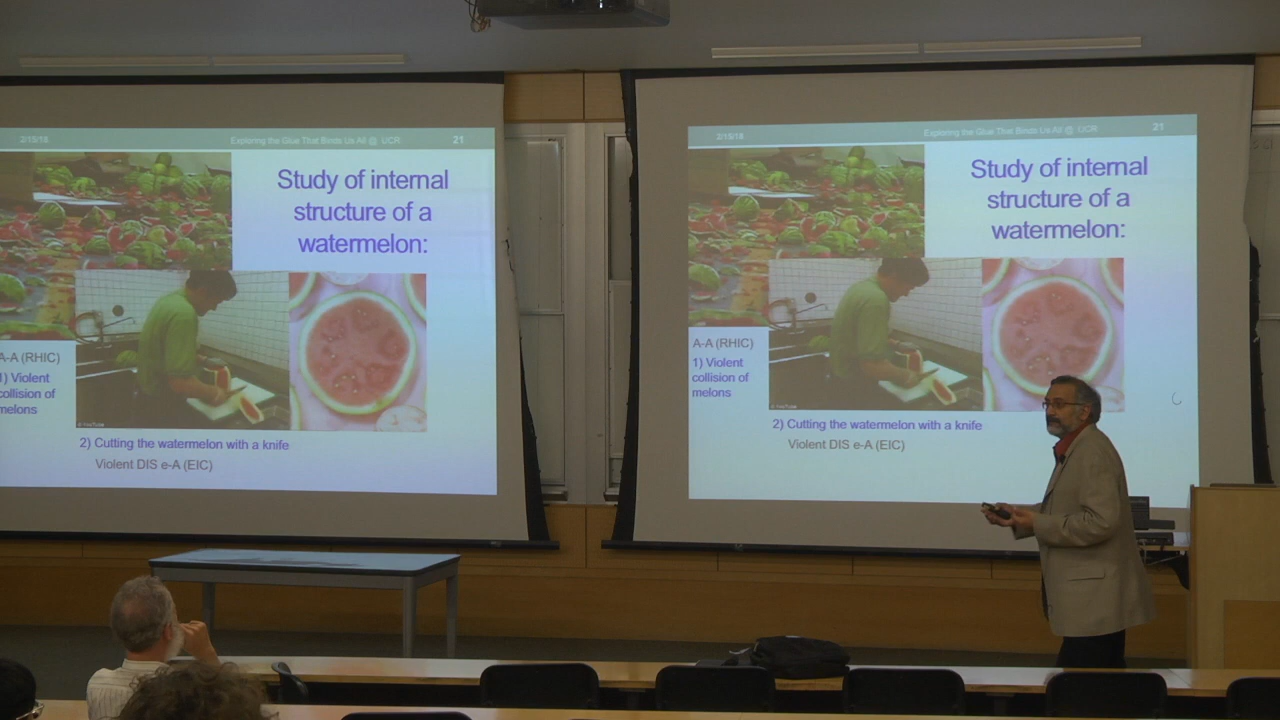 2/15/18 Exploring the Glue That Binds Us All @ UCR 21
Study of internal
structure of a
watermelon:
A-A (RHIC)
1) Violent
collision of
melons
© YouTube
2) Cutting the watermelon with a knife
Violent DIS e-A (EIC)
2/15/18 Exploring the Glue That Binds Us All @ UCR 21
Study of internal
structure of a
watermelon:
A-A (RHIC)
1) Violent
collision of
melons
© YouTube
2) Cutting the watermelon with a knife
Violent DIS e-A (EIC)